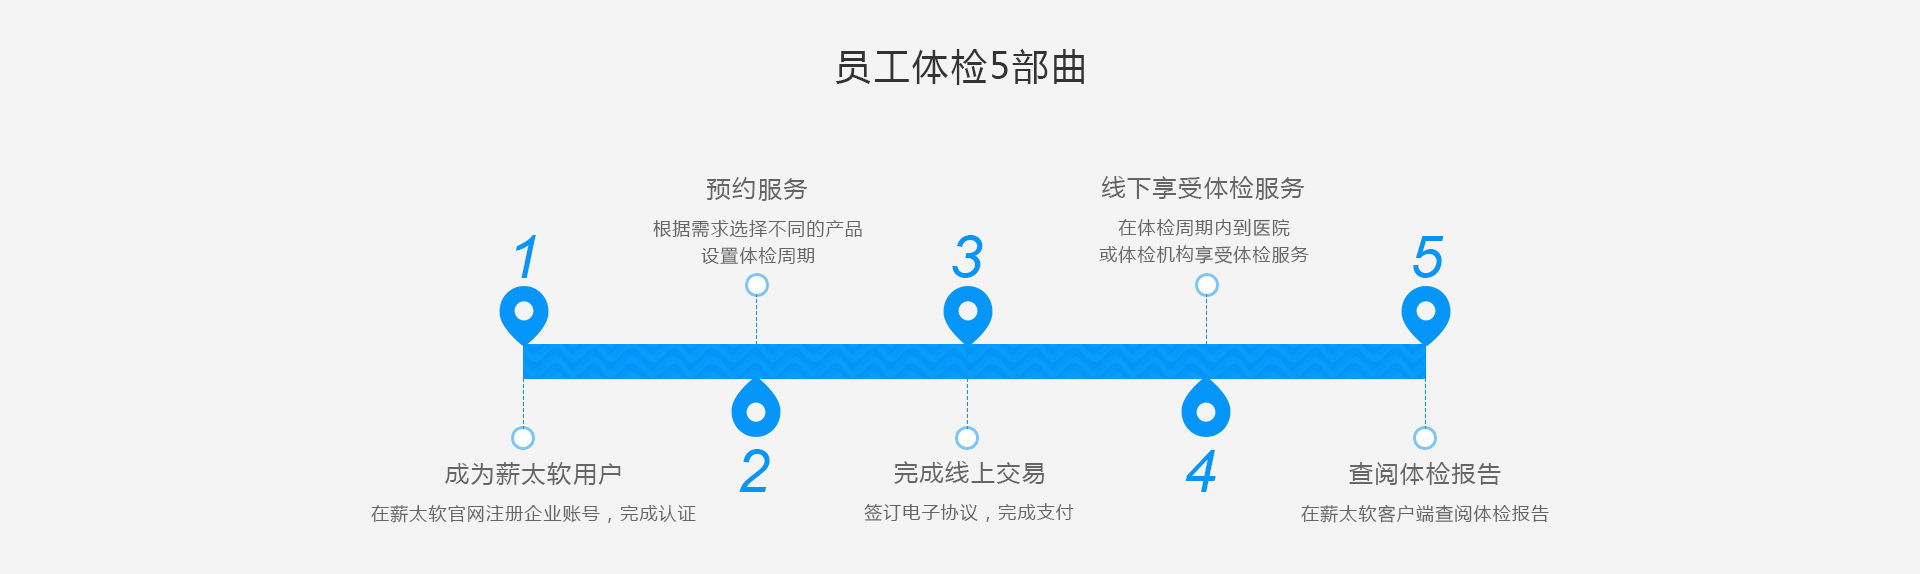 员工体检5部曲
1
成为薪太软用户
在薪太软官网注册企业账号，完成认证
预约服务
根据需求选择不同的产品
设置体检周期
2
3
完成线上交易
签订电子协议，完成支付
线下享受体检服务
在体检周期内到医院
或体检机构享受体检服务
4
5
查阅体检报告
在薪太软客户端查阅体检报告